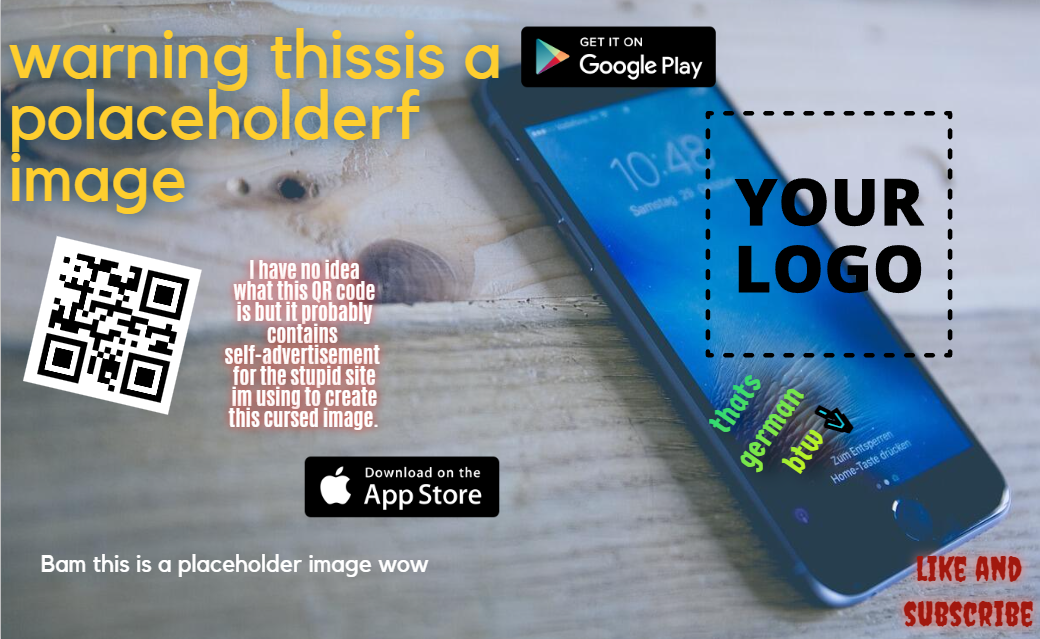 warning thissis a
polaceholderf
image
GET IT ON
Google Play
10:48
YOUR
LOGO
I have no idea
what this QR code
is but it probably
contains
self-advertisement
for the stupid site
im using to create
this cursed image.
thats
german
btw
Zum Entsperren
Home-Taste drücken
Download on the
App Store
Bam this is a placeholder image wow
LIKE AND
SUBSCRIBE